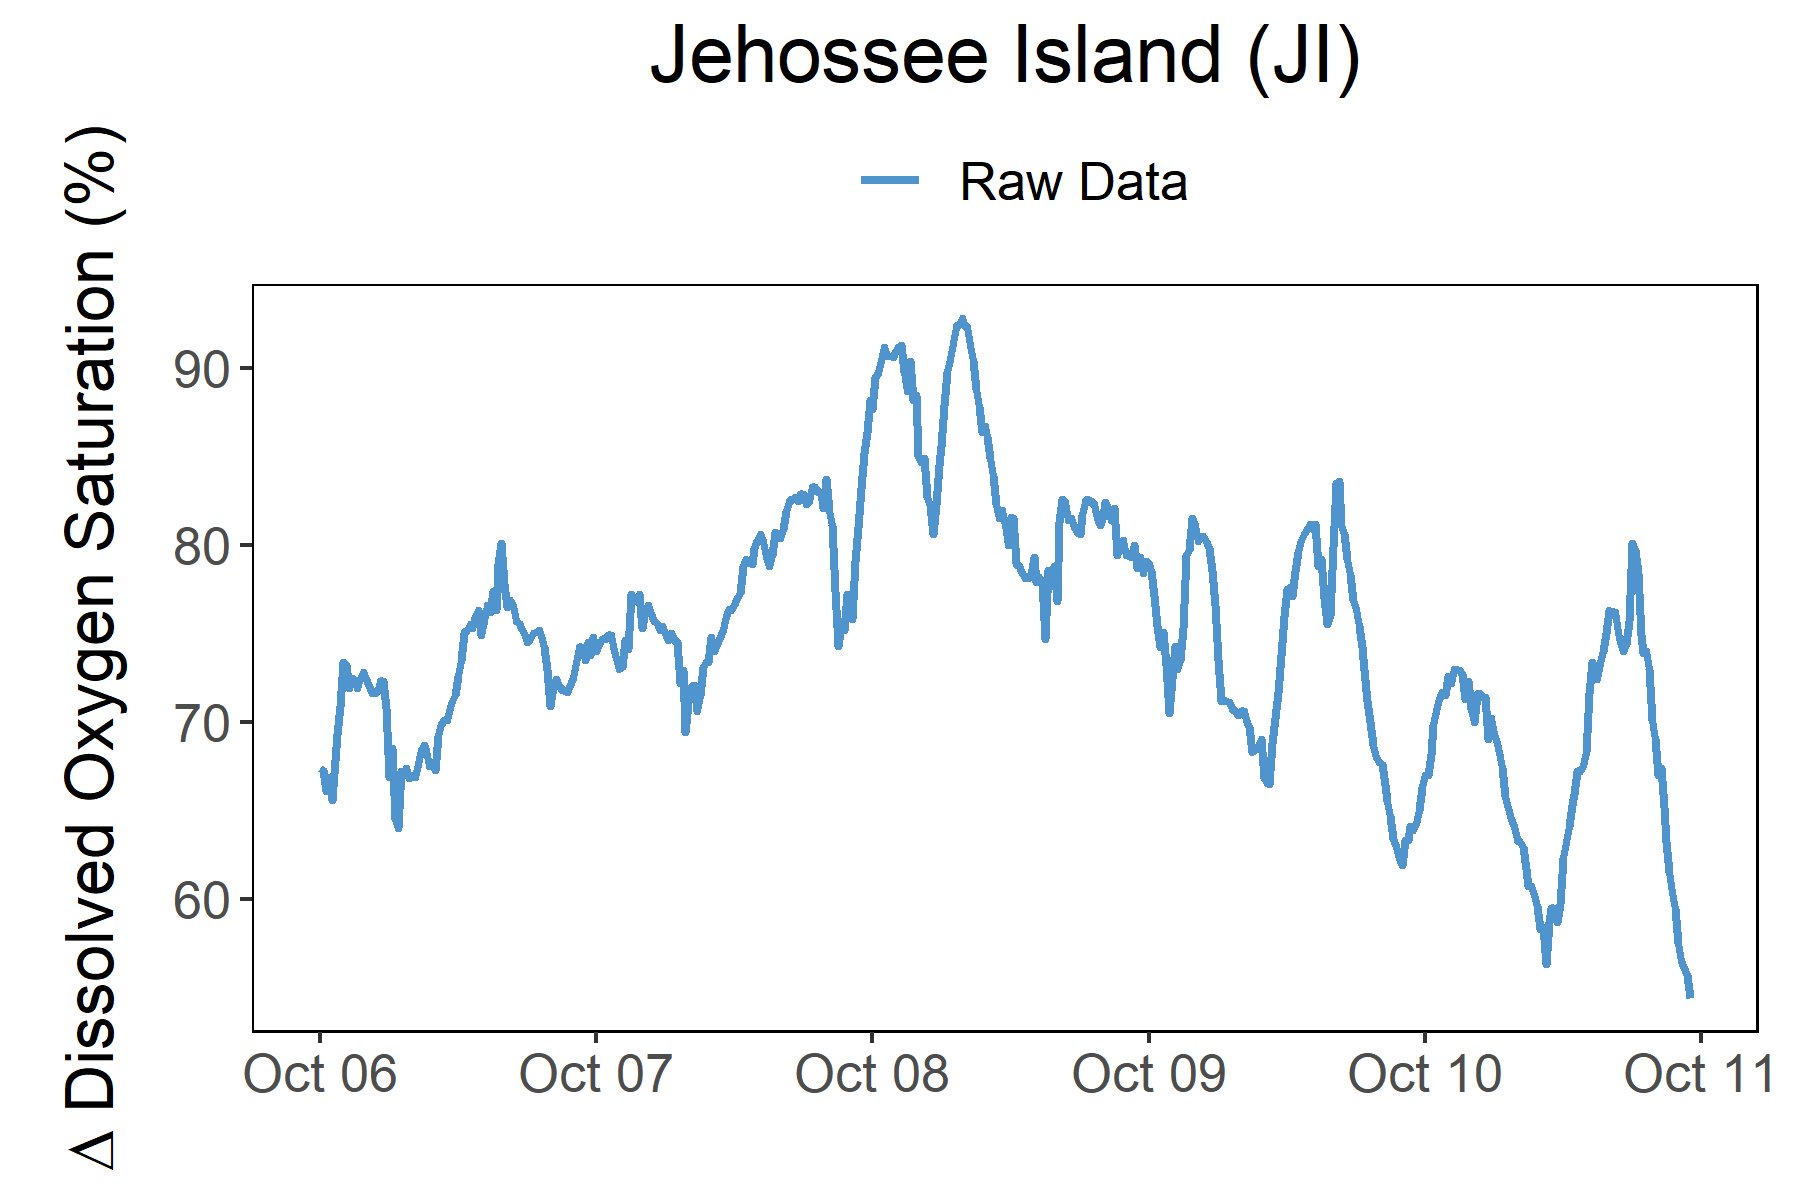 Jehossee Island (JI)
Raw Data
Δ Dissolved Oxygen Saturation (%)
90
80
70
60
Oct 06
Oct 07
Oct 08
Oct 09
Oct 10
Oct 11